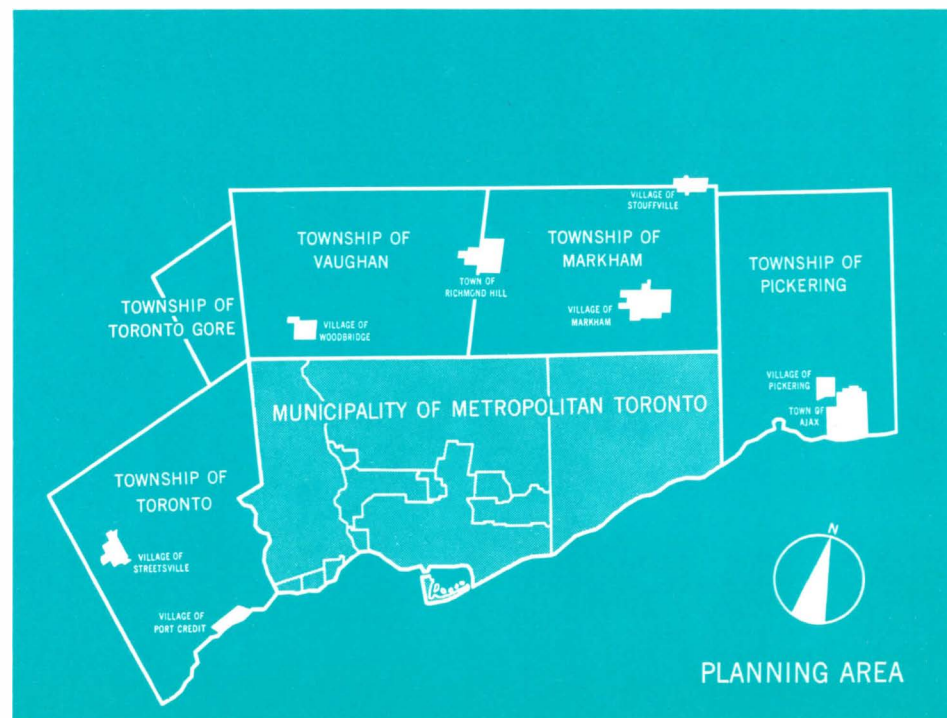 VILLAGE OF
STOUFFVILLE
TOWNSHIP OF
VAUGHAN
TOWNSHIP OF
MARKHAM
TOWN OF
RICHMOND HILL
TOWNSHIP OF
PICKERING
TOWNSHIP OF
TORONTO GORE
VILLAGE OF
MARKHAM
VILLAGE OF
WOODBRIDGE
VILLAGE OF
PICKERING
TOWN OF
AJAX
MUNICIPALITY OF METROPOLITAN TORONTO
TOWNSHIP OF
TORONTO
VILLAGE OF
STREETSVILLE
VILLAGE OF
PORT CREDIT
N
PLANNING AREA